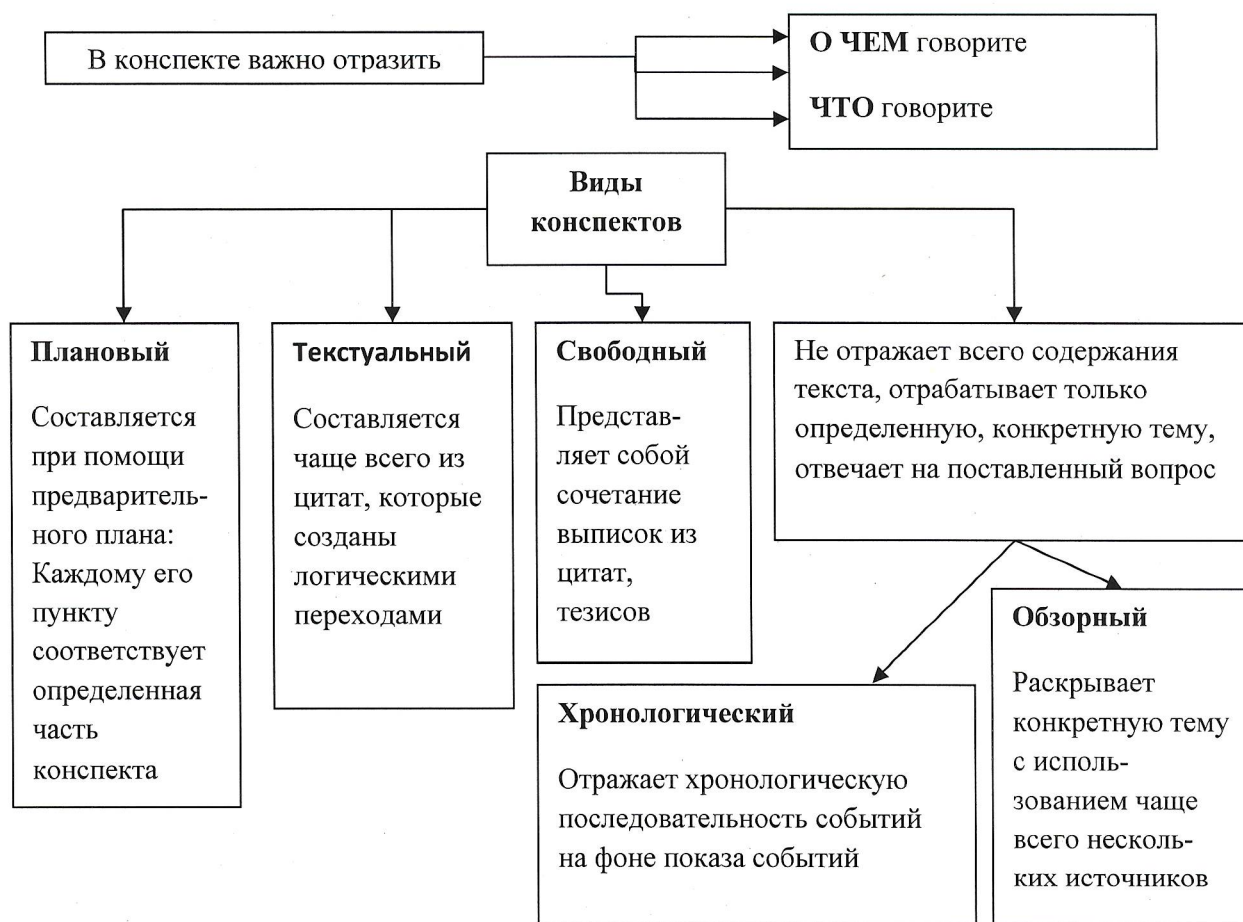 В конспекте важно отразить
О ЧЕМ говорите
ЧТО говорите
Виды
конспектов
Плановый
Составляется
при помощи
предваритель-
ного плана:
Каждому его
пункту
соответствует
определенная
часть
конспекта
Текстуальный
Составляется
чаще всего из
цитат, которые
созданы
логическими
переходами
Свободный
Представ-
ляет собой
сочетание
выписок из
цитат,
тезисов
Не отражает всего содержания
текста, отрабатывает только
определенную, конкретную тему,
отвечает на поставленный вопрос
Хронологический
Отражает хронологическую
последовательность событий
на фоне показа событий
Обзорный
Раскрывает
конкретную тему
с исполь-
зованием чаще
всего несколь-
ких источников